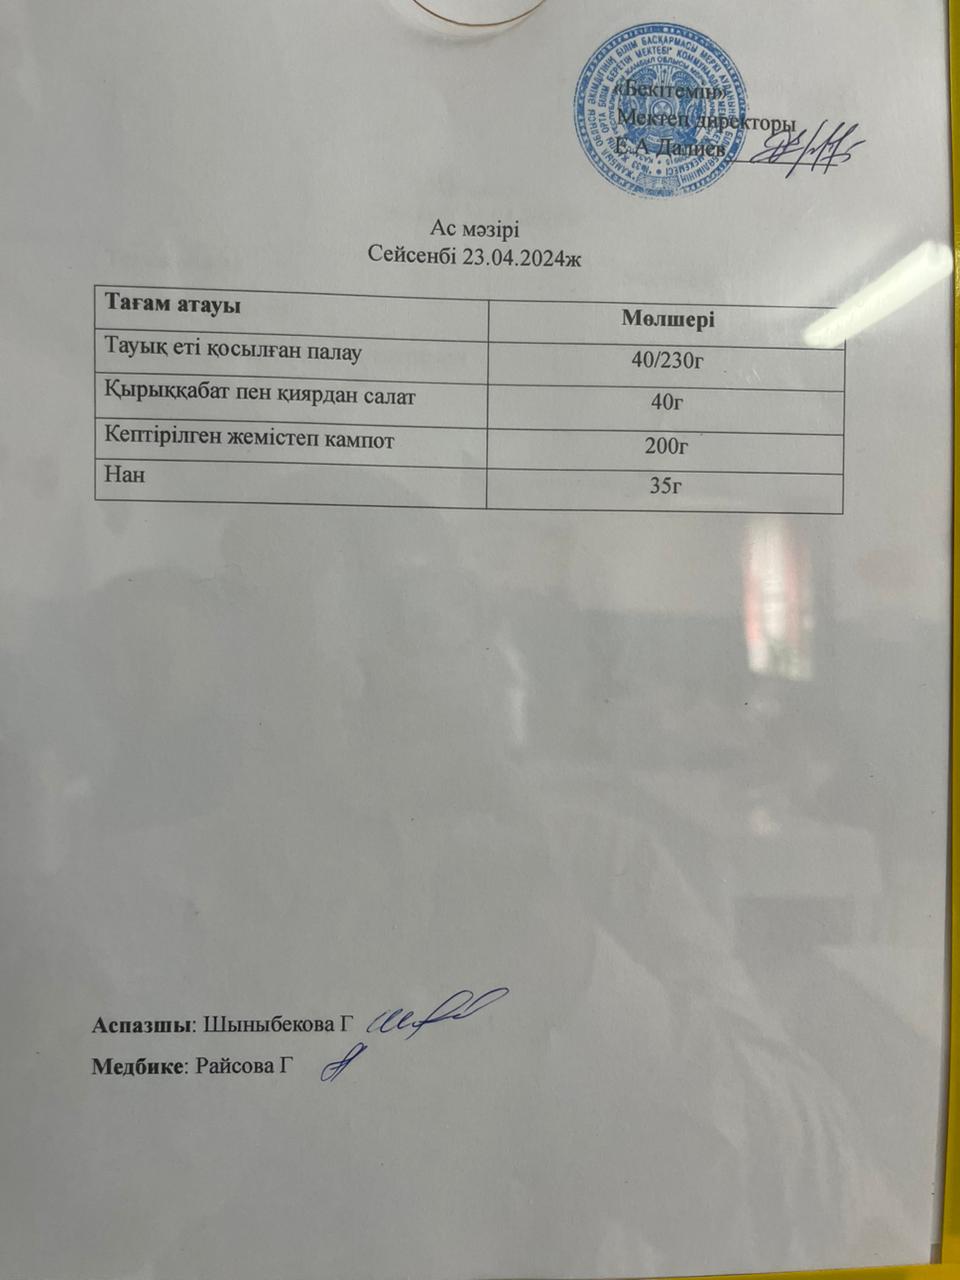 «Бекітемін»
Мектеп директоры
Е.А Далиев
Ас мәзірі
Сейсенбі 23.04.2024ж
Тағам атауы Мөлшері
Тауық еті қосылған палау 40/230г
Қырыққабат пен қиярдан салат 40г
Кептірілген жемістеп кампот 200г
Нан 35г
Аспазшы: Шыныбекова Г
Медбике: Райсова Г